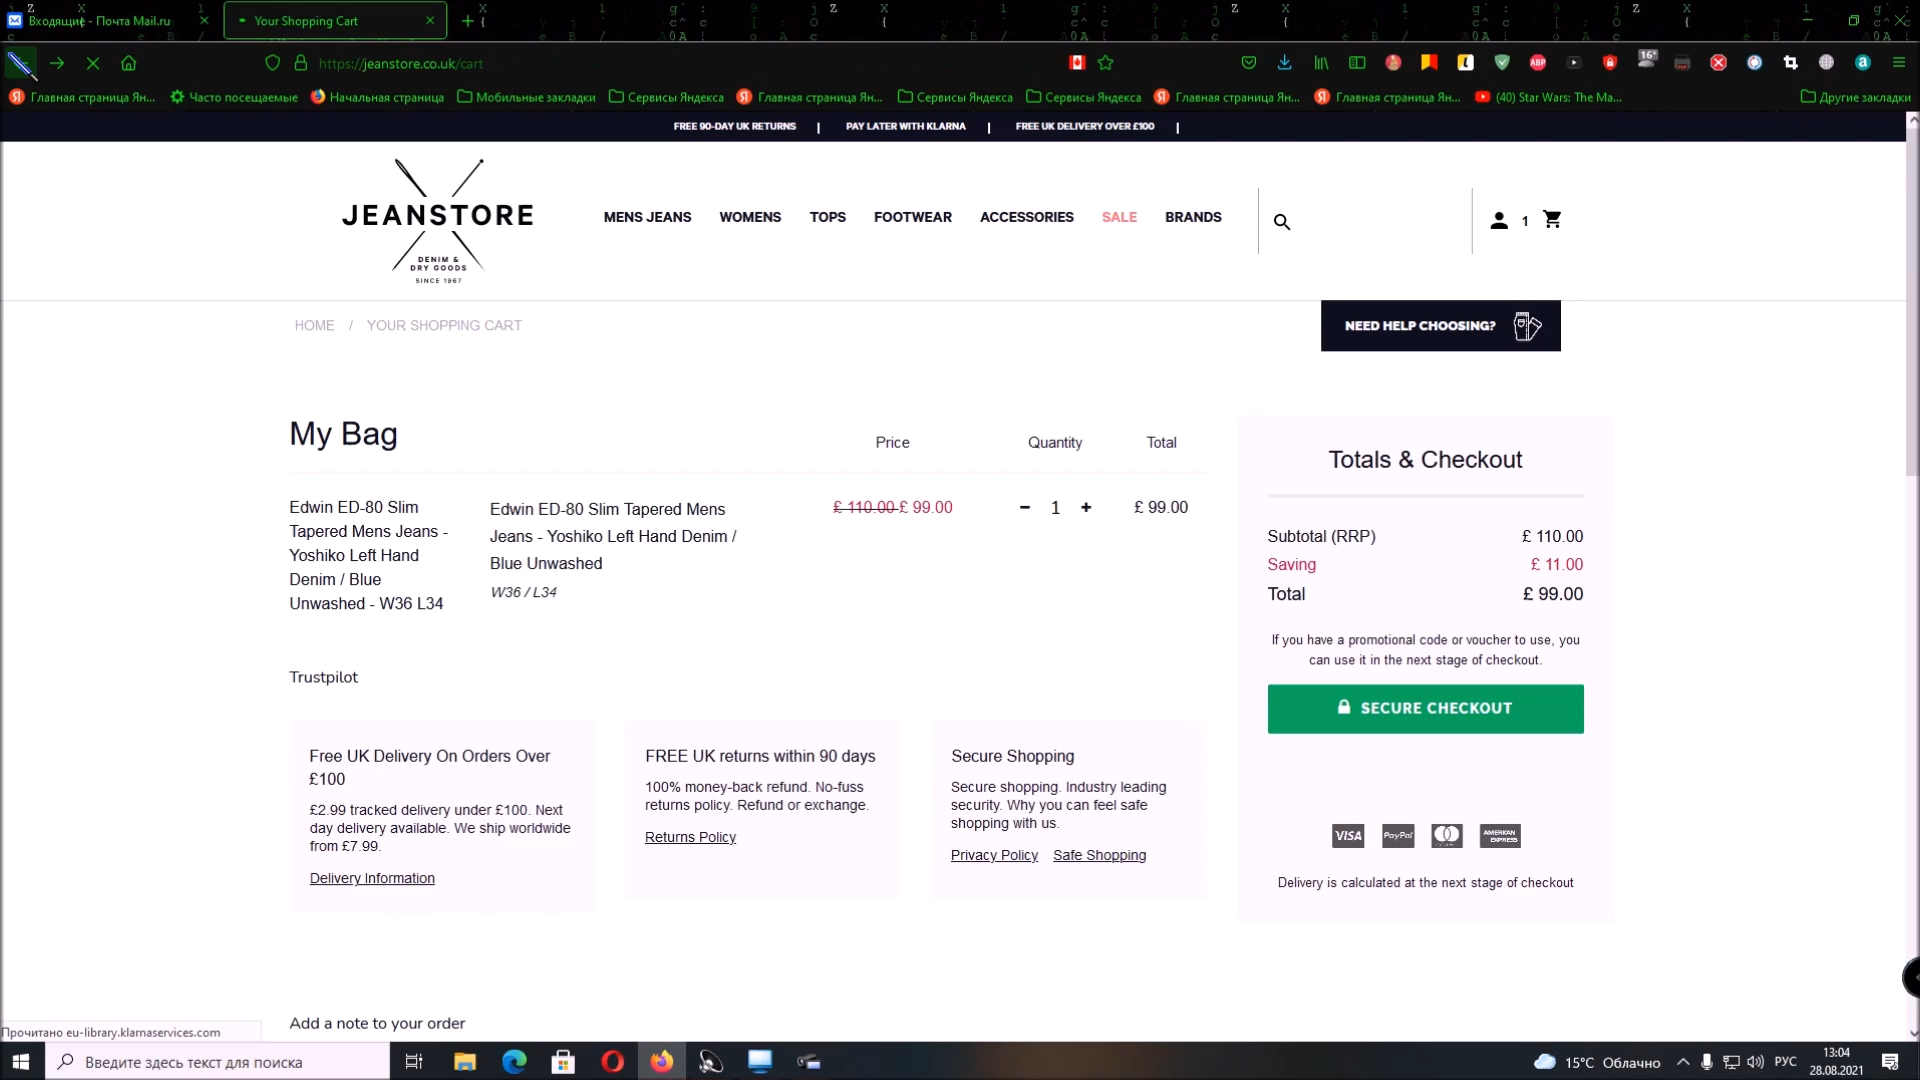 Входящие - Почта Mail.ru
Your Shopping Cart
https://jeanstore.co.uk/cart
ABP
16°
Главная страница Ян...
Часто посещаемые
Начальная страница
Мобильные закладки
Сервисы Яндекса
Главная страница Ян...
Сервисы Яндекса
Сервисы Яндекса
Главная страница Ян...
Главная страница Ян...
(40) Star Wars: The Ma...
Другие закладки
FREE 90-DAY UK RETURNS | PAY LATER WITH KLARNA | FREE UK DELIVERY OVER £100 |
JEANSTORE
DENIM &
DRY GOODS
SINCE 1967
MENS JEANS
WOMENS
TOPS
FOOTWEAR
ACCESSORIES
SALE
BRANDS
1
HOME / YOUR SHOPPING CART
NEED HELP CHOOSING?
My Bag
Price
Quantity
Total
Edwin ED-80 Slim
Tapered Mens Jeans -
Yoshiko Left Hand
Denim / Blue
Unwashed - W36 L34
Edwin ED-80 Slim Tapered Mens
Jeans - Yoshiko Left Hand Denim /
Blue Unwashed
W36 / L34
£ 110.00 £ 99.00
- 1 +
£ 99.00
Totals & Checkout
Subtotal (RRP) £ 110.00
Saving £ 11.00
Total £ 99.00
If you have a promotional code or voucher to use, you
can use it in the next stage of checkout.
SECURE CHECKOUT
VISA
PayPal
AMERICAN
EXPRESS
Delivery is calculated at the next stage of checkout
Trustpilot
Free UK Delivery On Orders Over
£100
£2.99 tracked delivery under £100. Next
day delivery available. We ship worldwide
from £7.99.
Delivery Information
FREE UK returns within 90 days
100% money-back refund. No-fuss
returns policy. Refund or exchange.
Returns Policy
Secure Shopping
Secure shopping. Industry leading
security. Why you can feel safe
shopping with us.
Privacy Policy Safe Shopping
Add a note to your order
Прочитано eu-library.klarnaservices.com
Введите здесь текст для поиска
15°C Облачно
РУС
13:04
28.08.2021